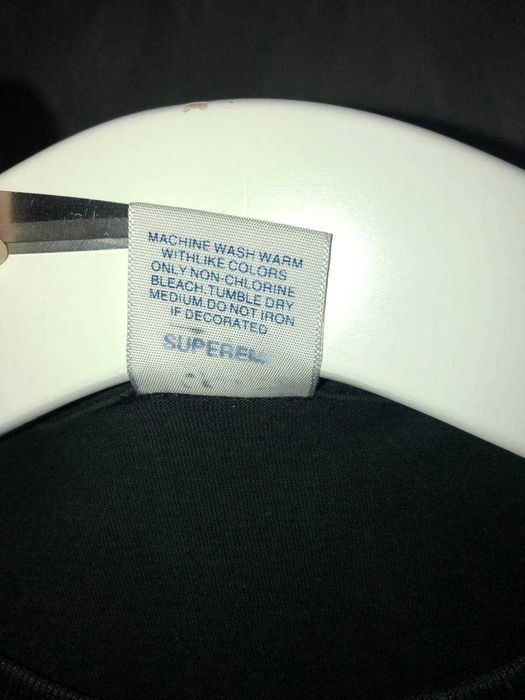 MACHINE WASH WARM
WITHLIKE COLORS
ONLY NON-CHLORINE
BLEACH.TUMBLE DRY
MEDIUM.DO NOT IRON
IF DECORATED